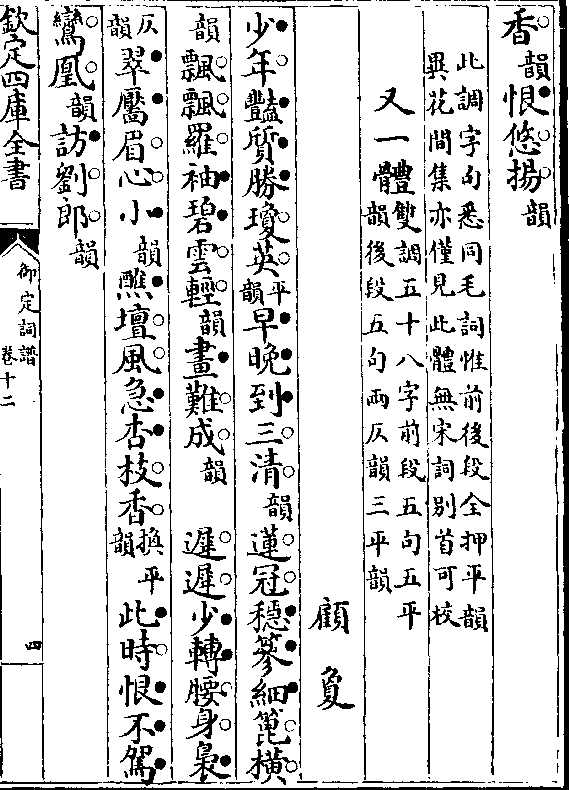 香韻恨悠揚韻
此調字句悉同毛詞惟前後段全押平韻
異花間集亦僅見此體無宋詞別首可校
又一體雙調五十八字前段五句五平
韻後段五句兩仄韻三平韻
顧敻
少年豔質勝瓊英平韻早晚到三清韻蓮冠穩篸細篦橫
韻飄飄羅袖碧雲輕韻畫難成韻 遲遲少轉腰身裊
仄韻翠靨眉心小韻醮壇風急杏枝香換平韻此時恨不駕
鸞凰韻訪劉郎韻
欽定四庫全書
御定詞譜
卷十二
四